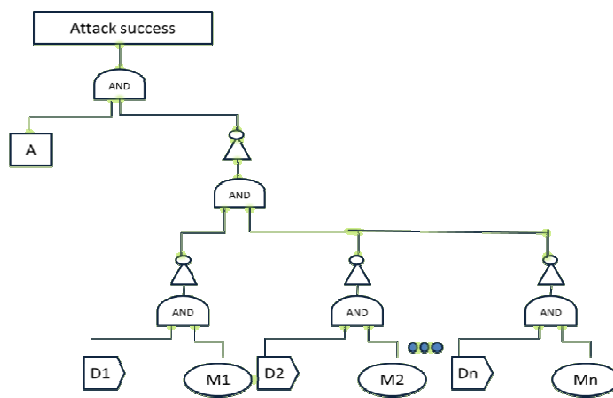 Attack success
AND
A
AND
AND AND AND
D1 M1 D2 M2 Dn Mn